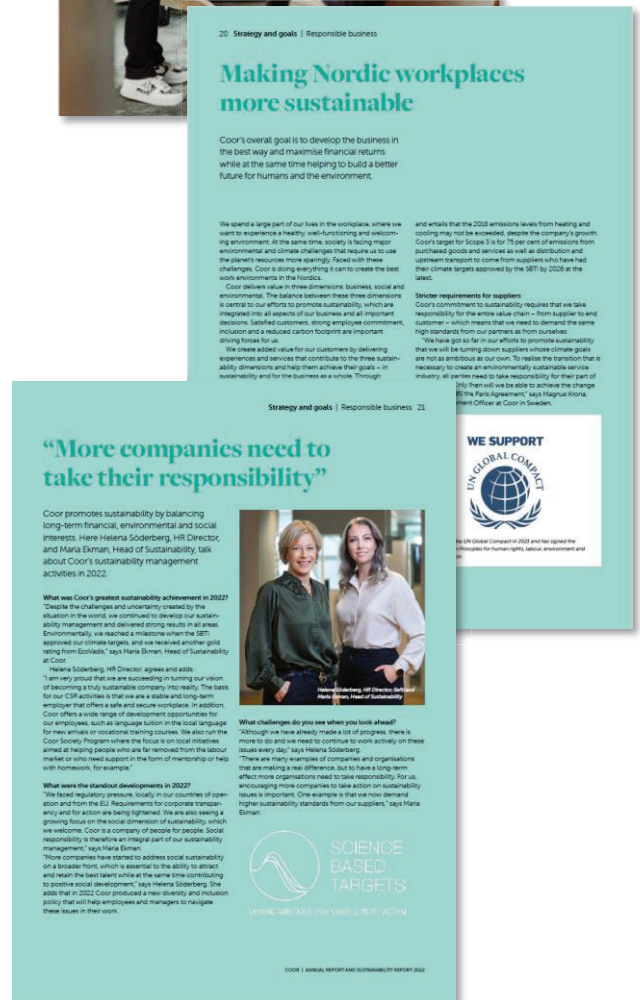 20 Strategy and goals | Responsible business
Making Nordic workplaces
more sustainable
Coor's overall goal is to develop the business in
the best way and maximise financial returns
while at the same time helping to build a better
future for humans and the environment.
We spend a large part of our lives in the workplace, where we
want to experience a healthy, well-functioning and welcom-
ing environment. At the same time, society is facing major
environmental and climate challenges that require us to use
the planet's resources more sparingly. Faced with these
challenges, Coor is doing everything it can to create the best
work environments in the Nordics.
Coor delivers value in three dimensions: business, social and
environmental. The balance between these three dimensions
is central to our efforts to promote sustainability, which are
integrated into all aspects of our business and all important
decisions. Satisfied customers, strong employee commitment,
inclusion and a reduced carbon footprint are important
driving forces for us.
We create added value for our customers by delivering
experiences and services that contribute to the three sustain-
ability dimensions and help them achieve their goals – in
sustainability and for the business as a whole. Through
and entails that the 2018 emissions levels from heating and
cooling may not be exceeded, despite the company's growth.
Coor's target for Scope 3 is for 75 per cent of emissions from
purchased goods and services as well as distribution and
upstream transport to come from suppliers who have had
their climate targets approved by the SBTi by 2026 at the
latest.
Stricter requirements for suppliers
Coor's commitment to sustainability requires that we take
responsibility for the entire value chain – from supplier to end
customer – which means that we need to demand the same
high standards from our partners as from ourselves.
"We have got so far in our efforts to promote sustainability
that we will be turning down suppliers whose climate goals
are not as ambitious as our own. To realise the transition that is
necessary to create an environmentally sustainable service
industry, all parties need to take responsibility for their part of
Only then will we be able to achieve the change
the Paris Agreement," says Magnus Krona,
ment Officer at Coor in Sweden.
WE SUPPORT
UN GLOBAL COMPACT
he UN Global Compact in 2021 and has signed the
Principles for human rights, labour, environment and
Strategy and goals | Responsible business 21
"More companies need to
take their responsibility"
Coor promotes sustainability by balancing
long-term financial, environmental and social
interests. Here Helena Söderberg, HR Director,
and Maria Ekman, Head of Sustainability, talk
about Coor's sustainability management
activities in 2022.
What was Coor's greatest sustainability achievement in 2022?
"Despite the challenges and uncertainty created by the
situation in the world, we continued to develop our sustain-
ability management and delivered strong results in all areas.
Environmentally, we reached a milestone when the SBTi
approved our climate targets, and we received another gold
rating from EcoVadis," says Maria Ekman, Head of Sustainability
at Coor.
Helena Söderberg, HR Director, agrees and adds:
"I am very proud that we are succeeding in turning our vision
of becoming a truly sustainable company into reality. The basis
for our CSR activities is that we are a stable and long-term
employer that offers a safe and secure workplace. In addition,
Coor offers a wide range of development opportunities for
our employees, such as language tuition in the local language
for new arrivals or vocational training courses. We also run the
Coor Society Program where the focus is on local initiatives
aimed at helping people who are far removed from the labour
market or who need support in the form of mentorship or help
with homework, for example."
What were the standout developments in 2022?
"We faced regulatory pressure, locally in our countries of oper-
ation and from the EU. Requirements for corporate transpar-
ency and for action are being tightened. We are also seeing a
growing focus on the social dimension of sustainability, which
we welcome. Coor is a company of people for people. Social
responsibility is therefore an integral part of our sustainability
management," says Maria Ekman.
"More companies have started to address social sustainability
on a broader front, which is essential to the ability to attract
and retain the best talent while at the same time contributing
to positive social development," says Helena Söderberg. She
adds that in 2022 Coor produced a new diversity and inclusion
policy that will help employees and managers to navigate
these issues in their work.
Helena Söderberg, HR Director, (left) and
Maria Ekman, Head of Sustainability
What challenges do you see when you look ahead?
"Although we have already made a lot of progress, there is
more to do and we need to continue to work actively on these
issues every day," says Helena Söderberg.
"There are many examples of companies and organisations
that are making a real difference, but to have a long-term
effect more organisations need to take responsibility. For us,
encouraging more companies to take action on sustainability
issues is important. One example is that we now demand
higher sustainability standards from our suppliers," says Maria
Ekman.
SCIENCE
BASED
TARGETS
DRIVING AMBITIOUS CORPORATE CLIMATE ACTION
COOR | ANNUAL REPORT AND SUSTAINABILITY REPORT 2022